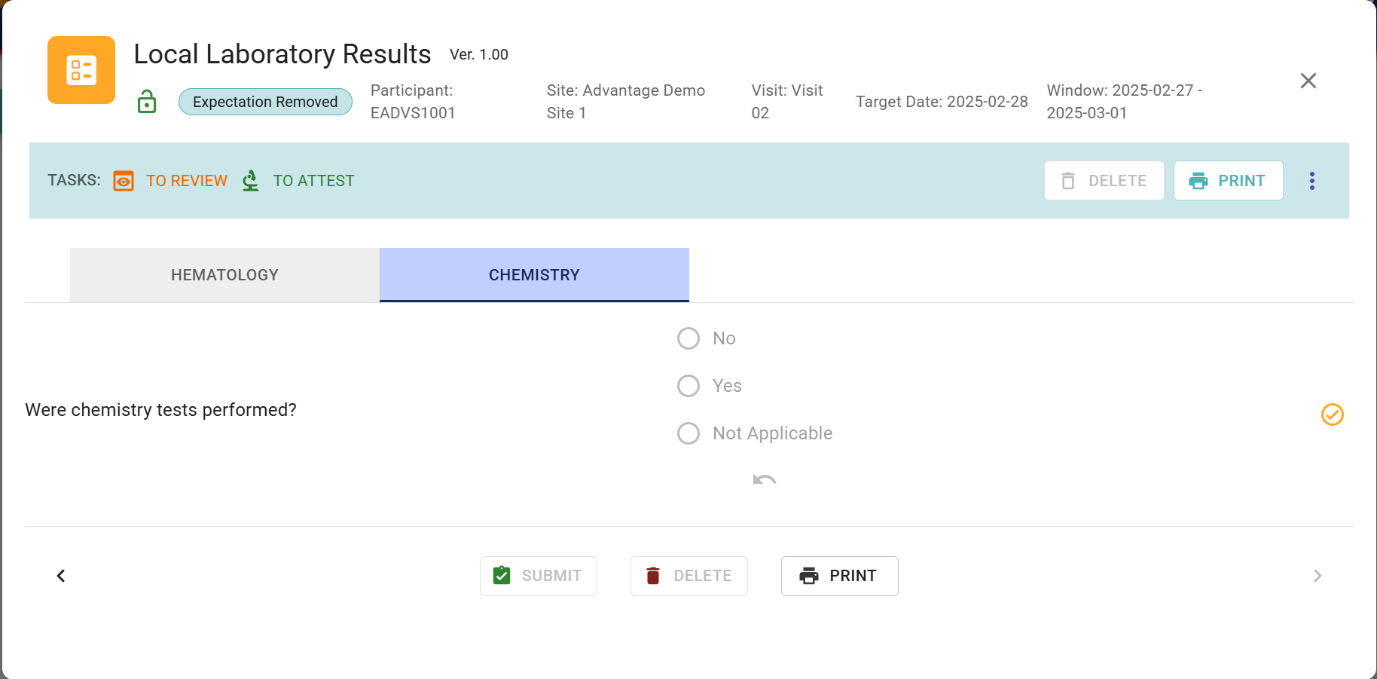 Local Laboratory Results Ver. 1.00
Expectation Removed
Participant:
EADVS1001
Site: Advantage Demo
Site 1
Visit: Visit
02
Target Date: 2025-02-28
Window: 2025-02-27 -
2025-03-01
TASKS: TO REVIEW TO ATTEST DELETE PRINT
HEMATOLOGY CHEMISTRY
No
Yes
Were chemistry tests performed?
Not Applicable
SUBMIT DELETE PRINT